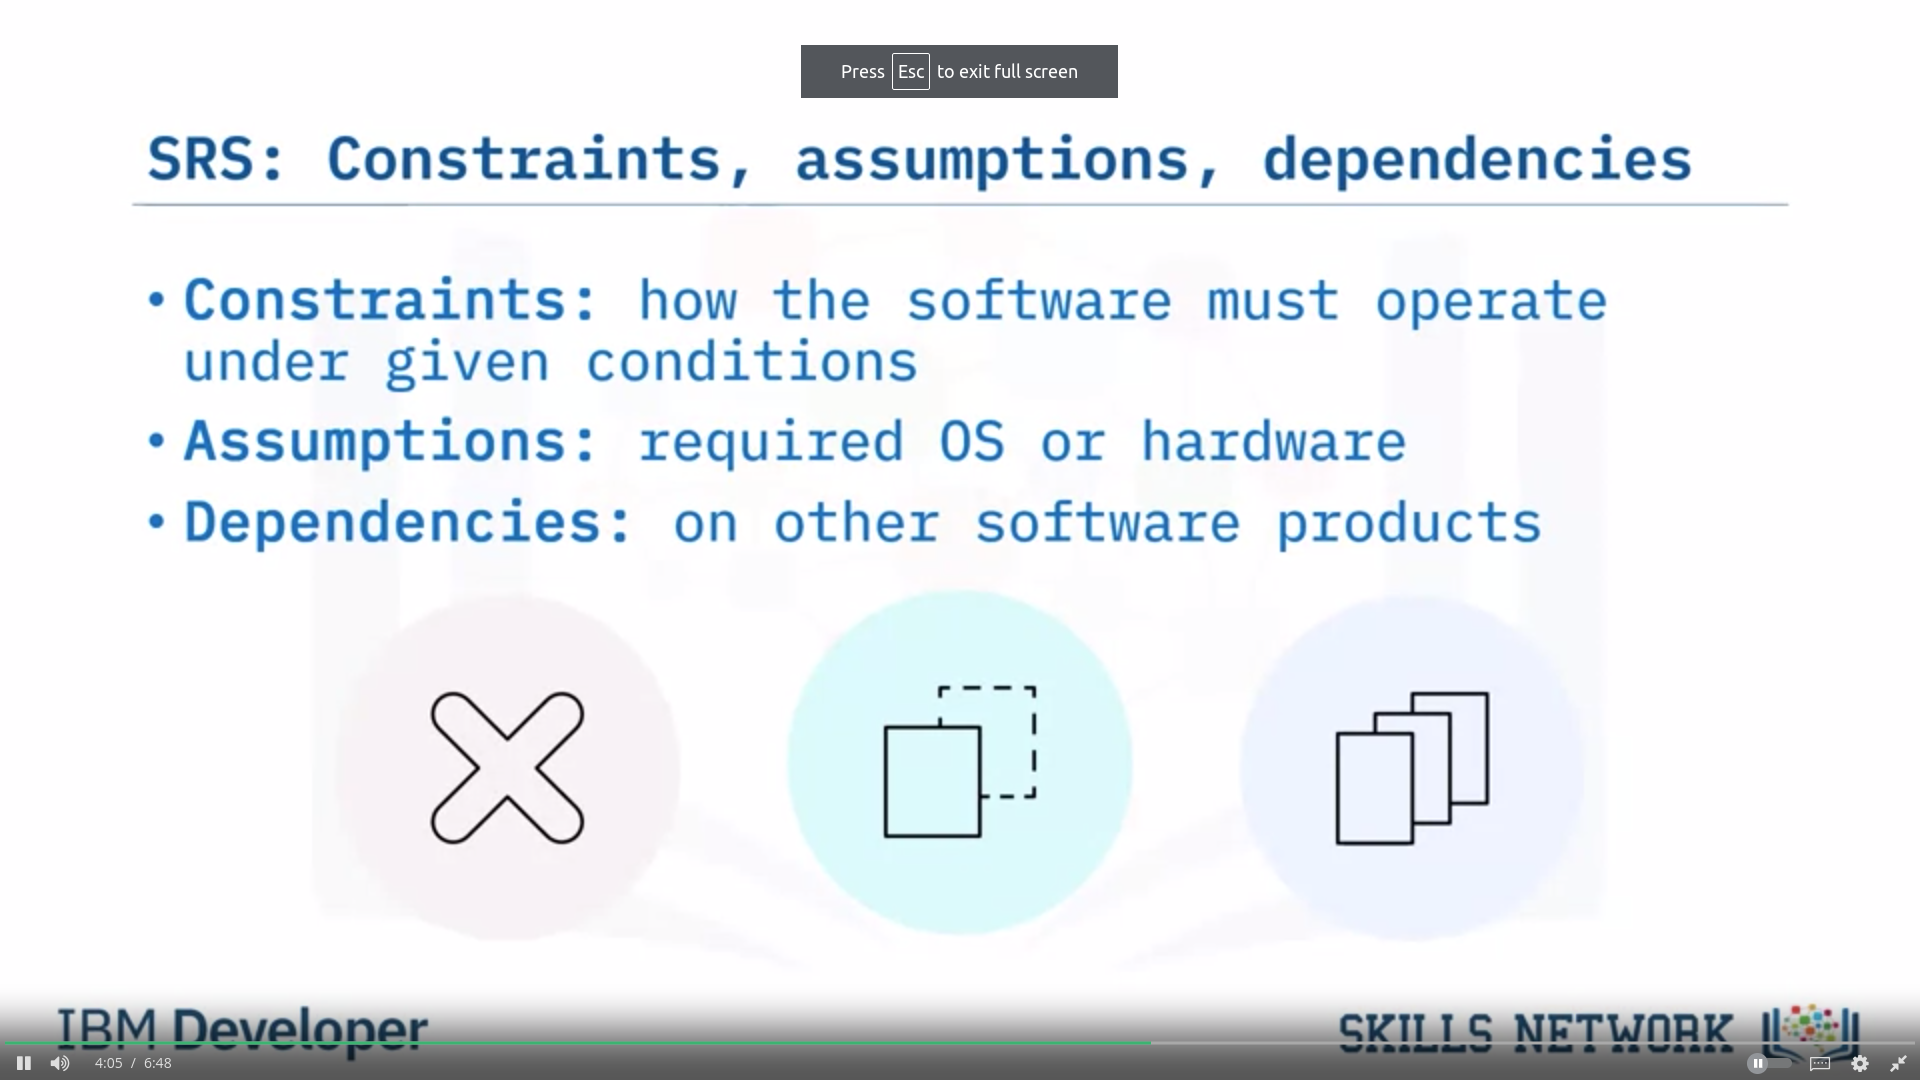 Press Esc to exit full screen
SRS: Constraints, assumptions, dependencies
• Constraints: how the software must operate
under given conditions
• Assumptions: required OS or hardware
• Dependencies: on other software products
IBM Developer
SKILLS NETWORK
4:05 / 6:48